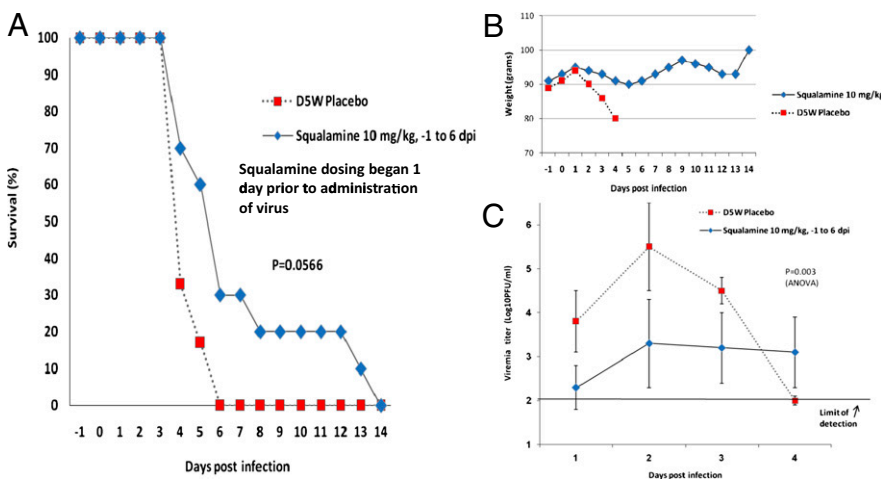 A
100
90
80
70
60
50
40
30
20
10
0
Survival (%)
-1 0 1 2 3 4 5 6 7 8 9 10 11 12 13 14
Days post infection
D5W Placebo
Squalamine 10 mg/kg, -1 to 6 dpi
Squalamine dosing began 1
day prior to administration
of virus
P=0.0566
B
110
100
90
80
70
Weight (grams)
-1 0 1 2 3 4 5 6 7 8 9 10 11 12 13 14
Days post infection
Squalamine 10 mg/kg
D5W Placebo
C
6
5
4
3
2
1
Viremia titer (Log10PFU/ml)
1 2 3 4
Days post infection
D5W Placebo
Squalamine 10 mg/kg, -1 to 6 dpi
P=0.003
(ANOVA)
Limit of
detection